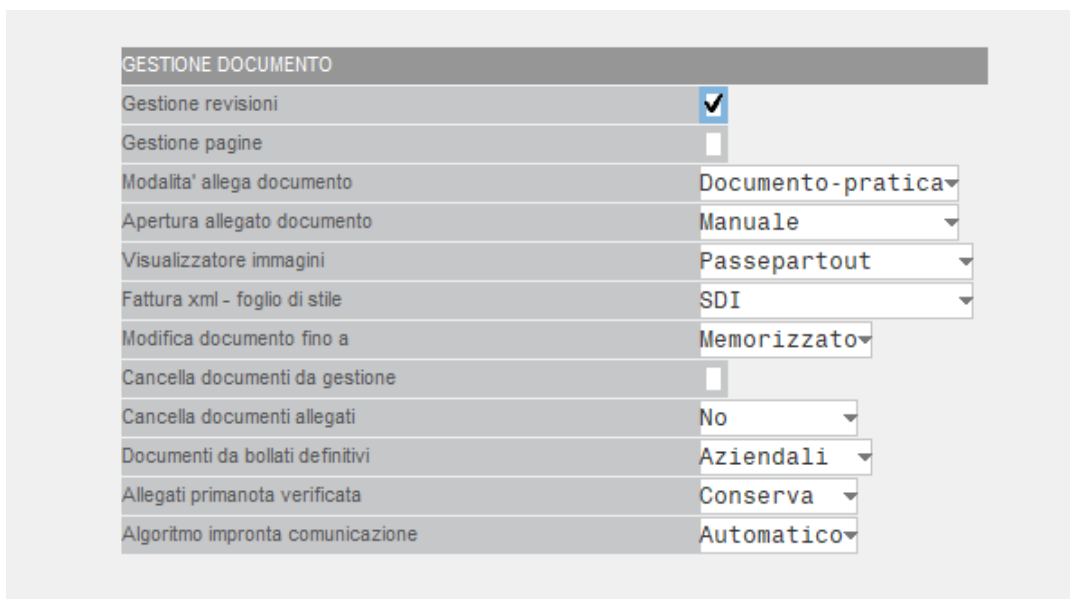 GESTIONE DOCUMENTO
Gestione revisioni
Gestione pagine
Modalita' allega documento Documento-pratica
Apertura allegato documento Manuale
Visualizzatore immagini Passepartout
Fattura xml - foglio di stile SDI
Modifica documento fino a Memorizzato
Cancella documenti da gestione
Cancella documenti allegati No
Documenti da bollati definitivi Aziendali
Allegati primanota verificata Conserva
Algoritmo impronta comunicazione Automatico